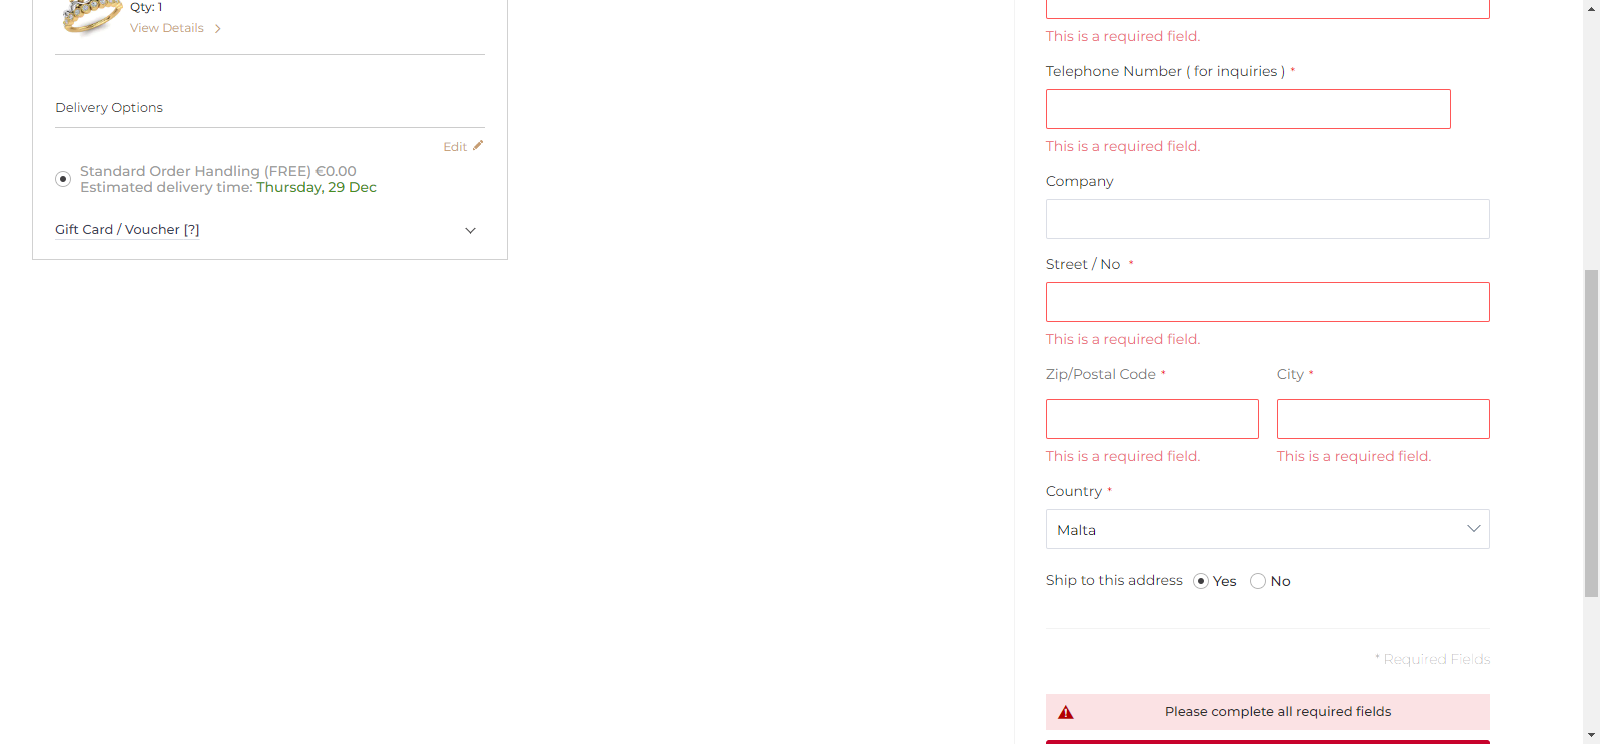 Qty: 1
View Details
Delivery Options
Edit
Standard Order Handling (FREE) €0.00
Estimated delivery time: Thursday, 29 Dec
Gift Card / Voucher [?]
This is a required field.
Telephone Number ( for inquiries ) *
This is a required field.
Company
Street / No *
This is a required field.
Zip/Postal Code * City *
This is a required field. This is a required field.
Country *
Malta
Ship to this address Yes No
* Required Fields
Please complete all required fields